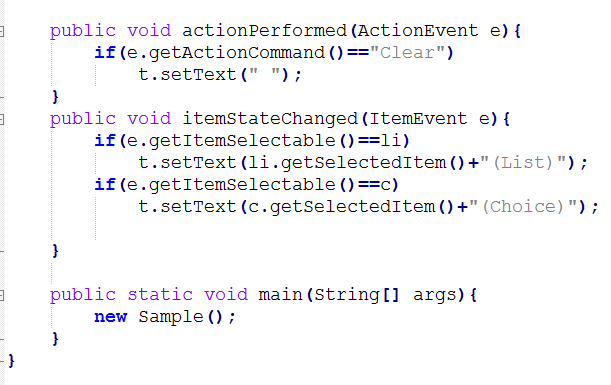 public void actionPerformed(ActionEvent e){
if(e.getActionCommand()=="Clear")
t.setText(" ");
}
public void itemStateChanged(ItemEvent e){
if(e.getItemSelectable()==li)
t.setText(li.getSelectedItem()+"(List)");
if(e.getItemSelectable()==c)
t.setText(c.getSelectedItem()+"(Choice)");
}
public static void main(String[] args){
new Sample();
}
}